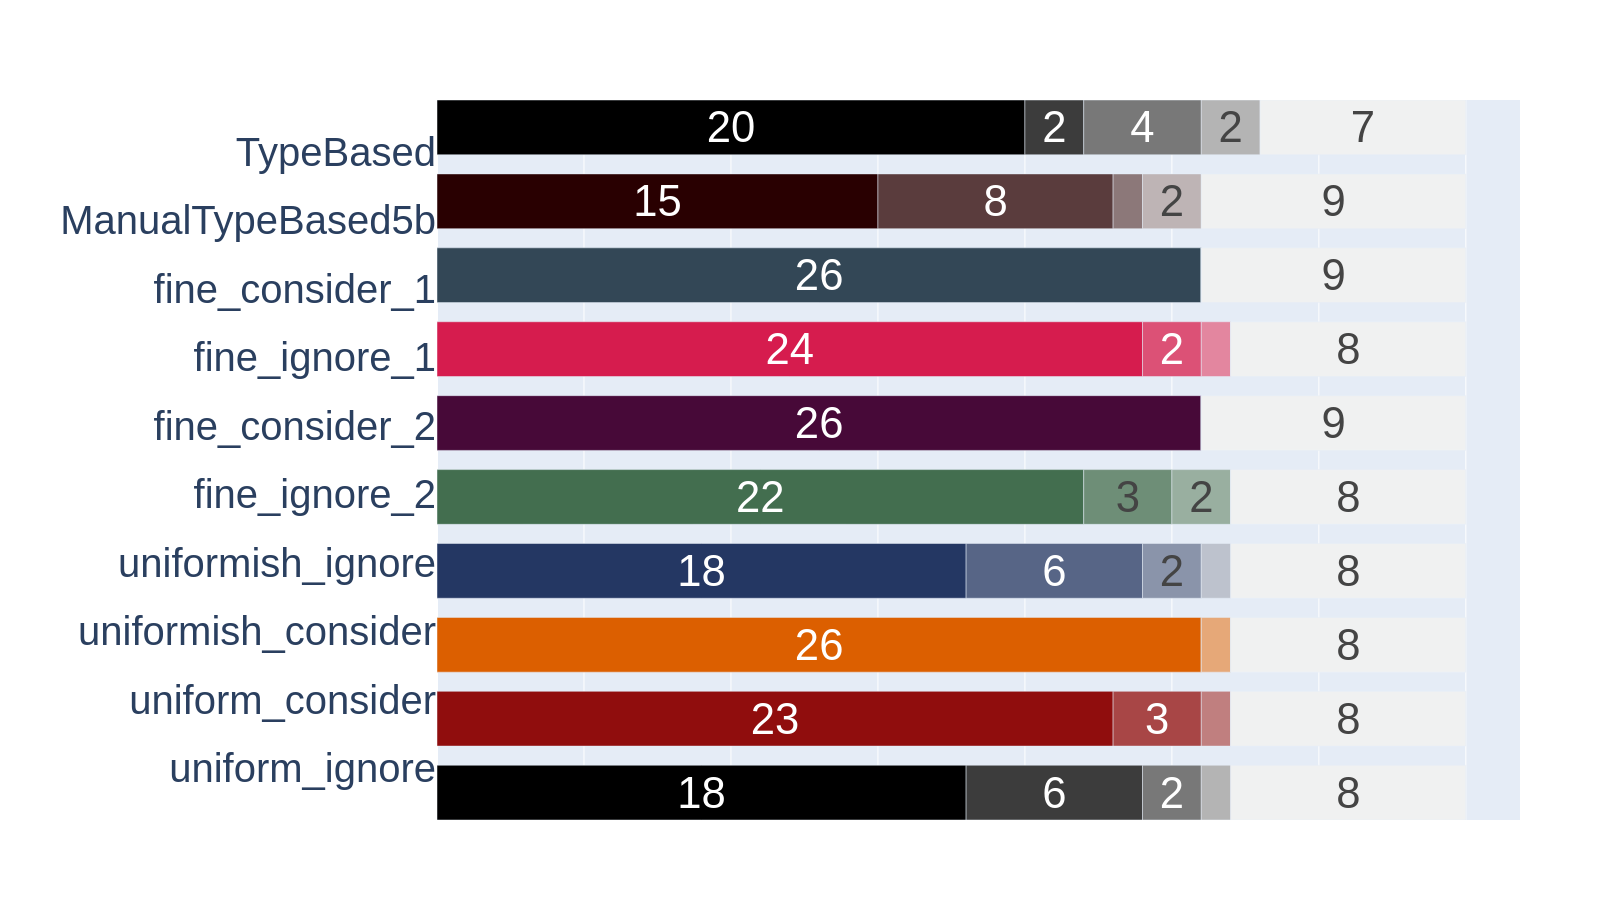 20 2 4 2 7
TypeBased
15 8 2 9
ManualTypeBased5b
26 9
fine_consider_1
24 2 8
fine_ignore_1
26 9
fine_consider_2
22 3 2 8
fine_ignore_2
18 6 2 8
uniformish_ignore
26 8
uniformish_consider
23 3 8
uniform_consider
18 6 2 8
uniform_ignore